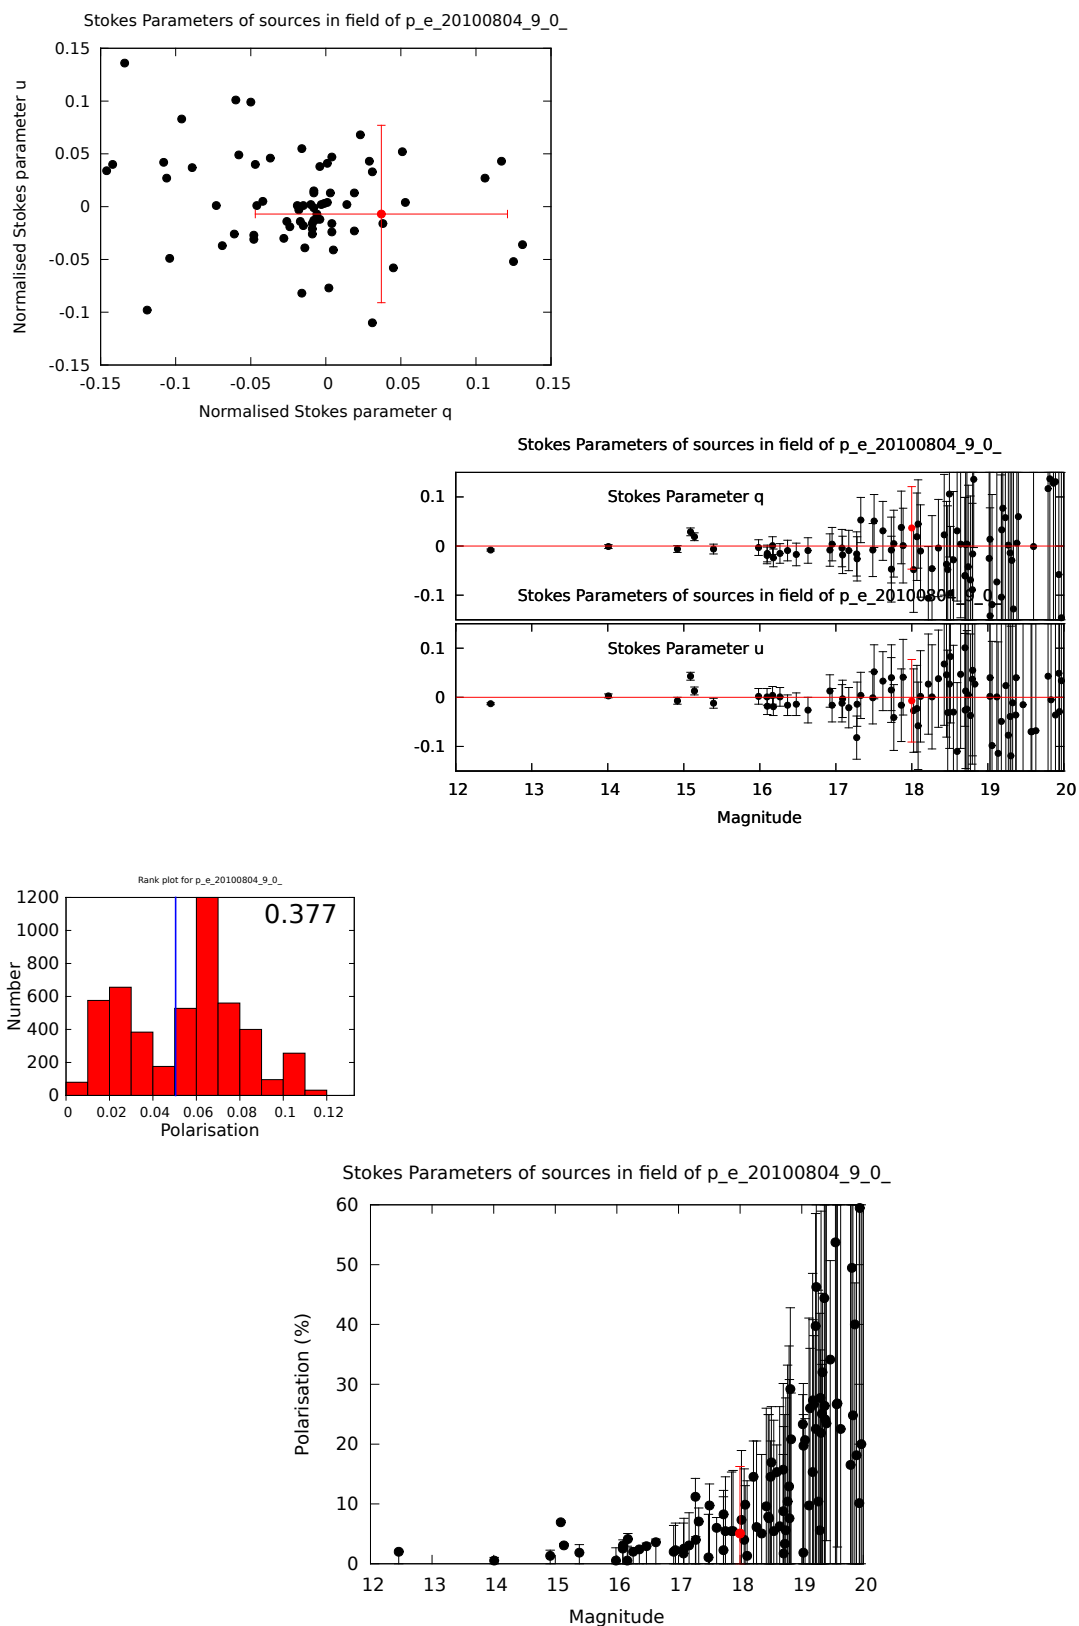 Stokes Parameters of sources in field of p_e_20100804_9_0_
Normalised Stokes parameter u
0.15
0.1
0.05
0
-0.05
-0.1
-0.15
-0.15 -0.1 -0.05 0 0.05 0.1 0.15
Normalised Stokes parameter q
Stokes Parameters of sources in field of p_e_20100804_9_0_
Stokes Parameter q
0.1
0
-0.1
Stokes Parameters of sources in field of p_e_20100804_9_0_
Stokes Parameter u
0.1
0
-0.1
12 13 14 15 16 17 18 19 20
Magnitude
Rank plot for p_e_20100804_9_0_
0.377
Number
1200
1000
800
600
400
200
0
0 0.02 0.04 0.06 0.08 0.1 0.12
Polarisation
Stokes Parameters of sources in field of p_e_20100804_9_0_
Polarisation (%)
60
50
40
30
20
10
0
12 13 14 15 16 17 18 19 20
Magnitude